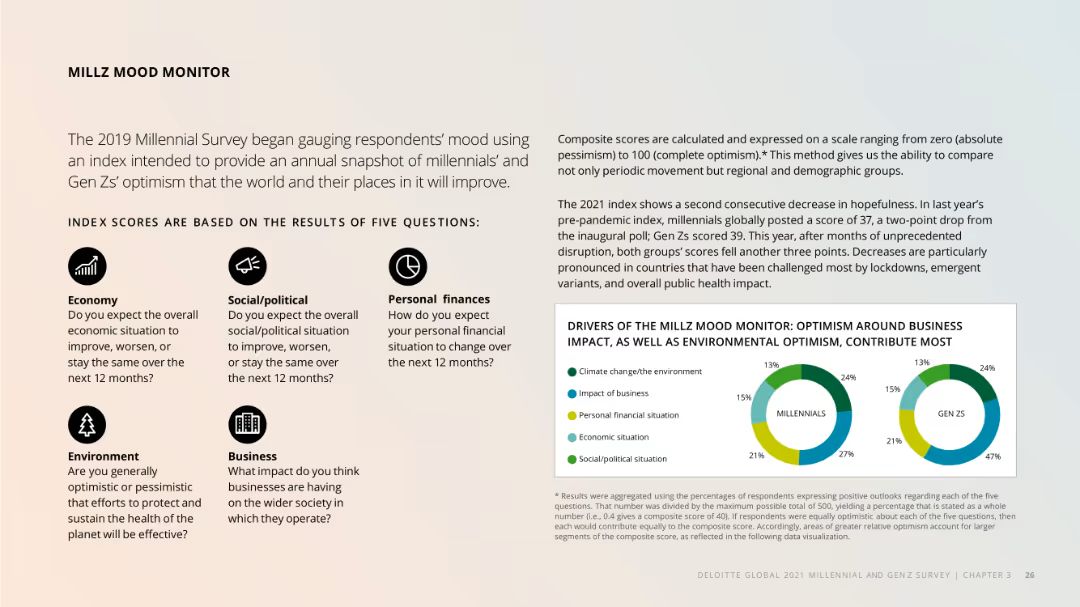 MILLZ MOOD MONITOR
The 2019 Millennial Survey began gauging respondents' mood using
an index intended to provide an annual snapshot of millennials' and
Gen Zs' optimism that the world and their places in it will improve.
INDEX SCORES ARE BASED ON THE RESULTS OF FIVE QUESTIONS:
Economy
Do you expect the overall
economic situation to
improve, worsen, or
stay the same over the
next 12 months?
Social/political
Do you expect the overall
social/political situation
to improve, worsen,
or stay the same over
the next 12 months?
Personal finances
How do you expect
your personal financial
situation to change over
the next 12 months?
Environment
Are you generally
optimistic or pessimistic
that efforts to protect and
sustain the health of the
planet will be effective?
Business
What impact do you think
businesses are having
on the wider society in
which they operate?
Composite scores are calculated and expressed on a scale ranging from zero (absolute
pessimism) to 100 (complete optimism).* This method gives us the ability to compare
not only periodic movement but regional and demographic groups.
The 2021 index shows a second consecutive decrease in hopefulness. In last year's
pre-pandemic index, millennials globally posted a score of 37, a two-point drop from
the inaugural poll; Gen Zs scored 39. This year, after months of unprecedented
disruption, both groups' scores fell another three points. Decreases are particularly
pronounced in countries that have been challenged most by lockdowns, emergent
variants, and overall public health impact.
DRIVERS OF THE MILLZ MOOD MONITOR: OPTIMISM AROUND BUSINESS
IMPACT, AS WELL AS ENVIRONMENTAL OPTIMISM, CONTRIBUTE MOST
Climate change/the environment
Impact of business
Personal financial situation
Economic situation
Social/political situation
13%
24%
15%
MILLENNIALS
21%
27%
13%
24%
15%
GEN ZS
21%
47%
* Results were aggregated using the percentages of respondents expressing positive outlooks regarding each of the five
questions. That number was divided by the maximum possible total of 500, yielding a percentage that is stated as a whole
number (i.e., 0.4 gives a composite score of 40). If respondents were equally optimistic about each of the five questions, then
each would contribute equally to the composite score. Accordingly, areas of greater relative optimism account for larger
segments of the composite score, as reflected in the following data visualization.
DELOITTE GLOBAL 2021 MILLENNIAL AND GEN Z SURVEY | CHAPTER 3 26